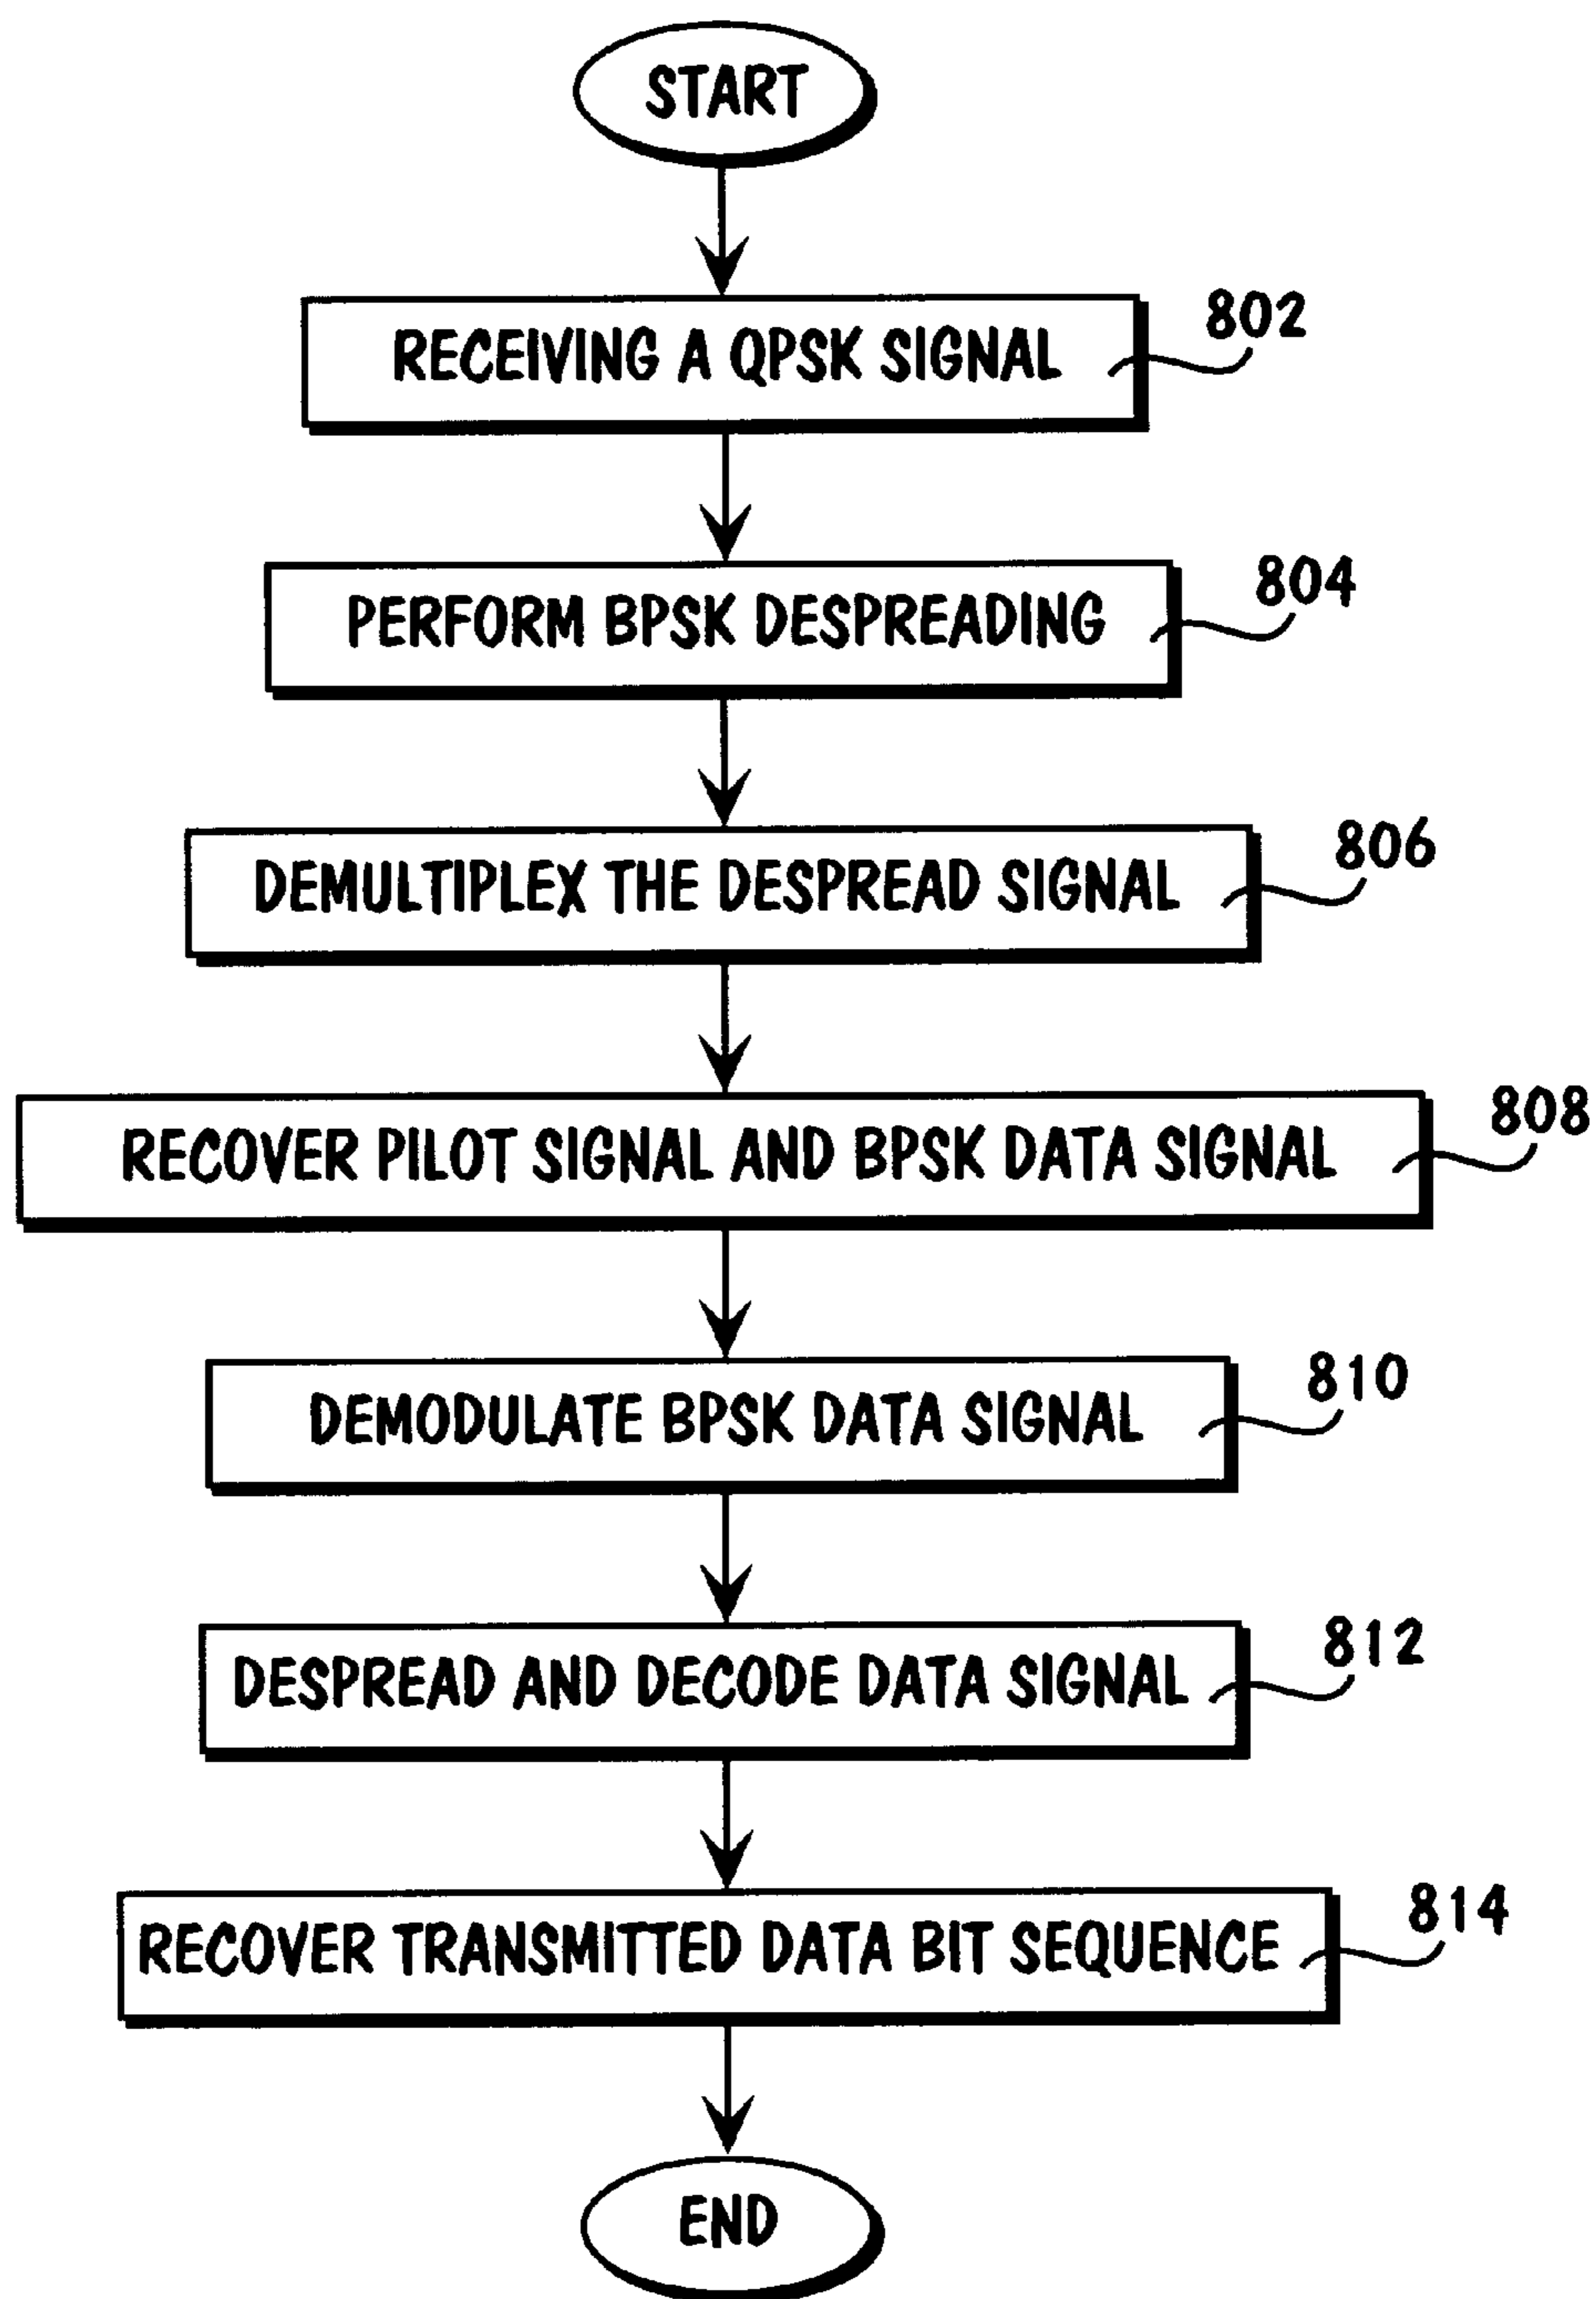 START
RECEIVING A QPSK SIGNAL
802
PERFORM BPSK DESPREADING
804
DEMULTIPLEX THE DESPREAD SIGNAL
806
RECOVER PILOT SIGNAL AND BPSK DATA SIGNAL
808
DEMODULATE BPSK DATA SIGNAL
810
DESPREAD AND DECODE DATA SIGNAL
812
RECOVER TRANSMITTED DATA BIT SEQUENCE
814
END